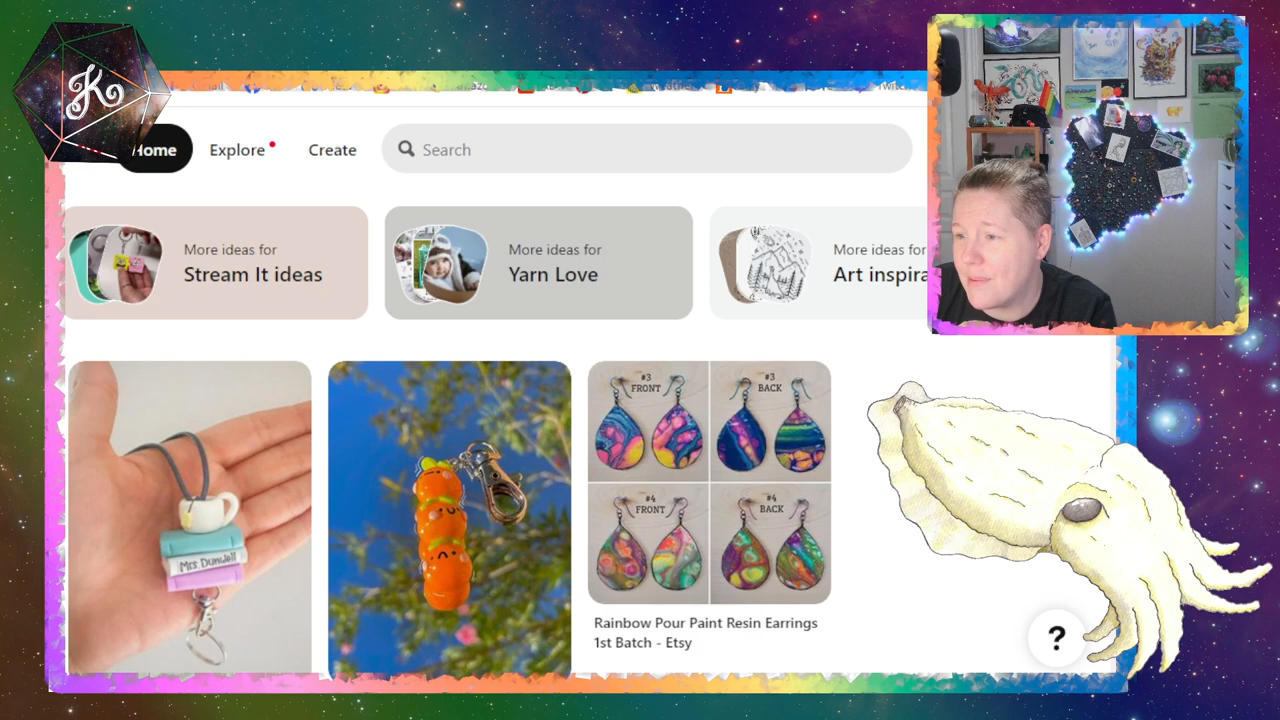 K
Home
Explore
Create
Search
More ideas for
Stream It ideas
More ideas for
Yarn Love
More ideas for
Art inspira
Mrs. Dundell
#3
FRONT
#3
BACK
#4
FRONT
#4
BACK
Rainbow Pour Paint Resin Earrings
1st Batch - Etsy
?